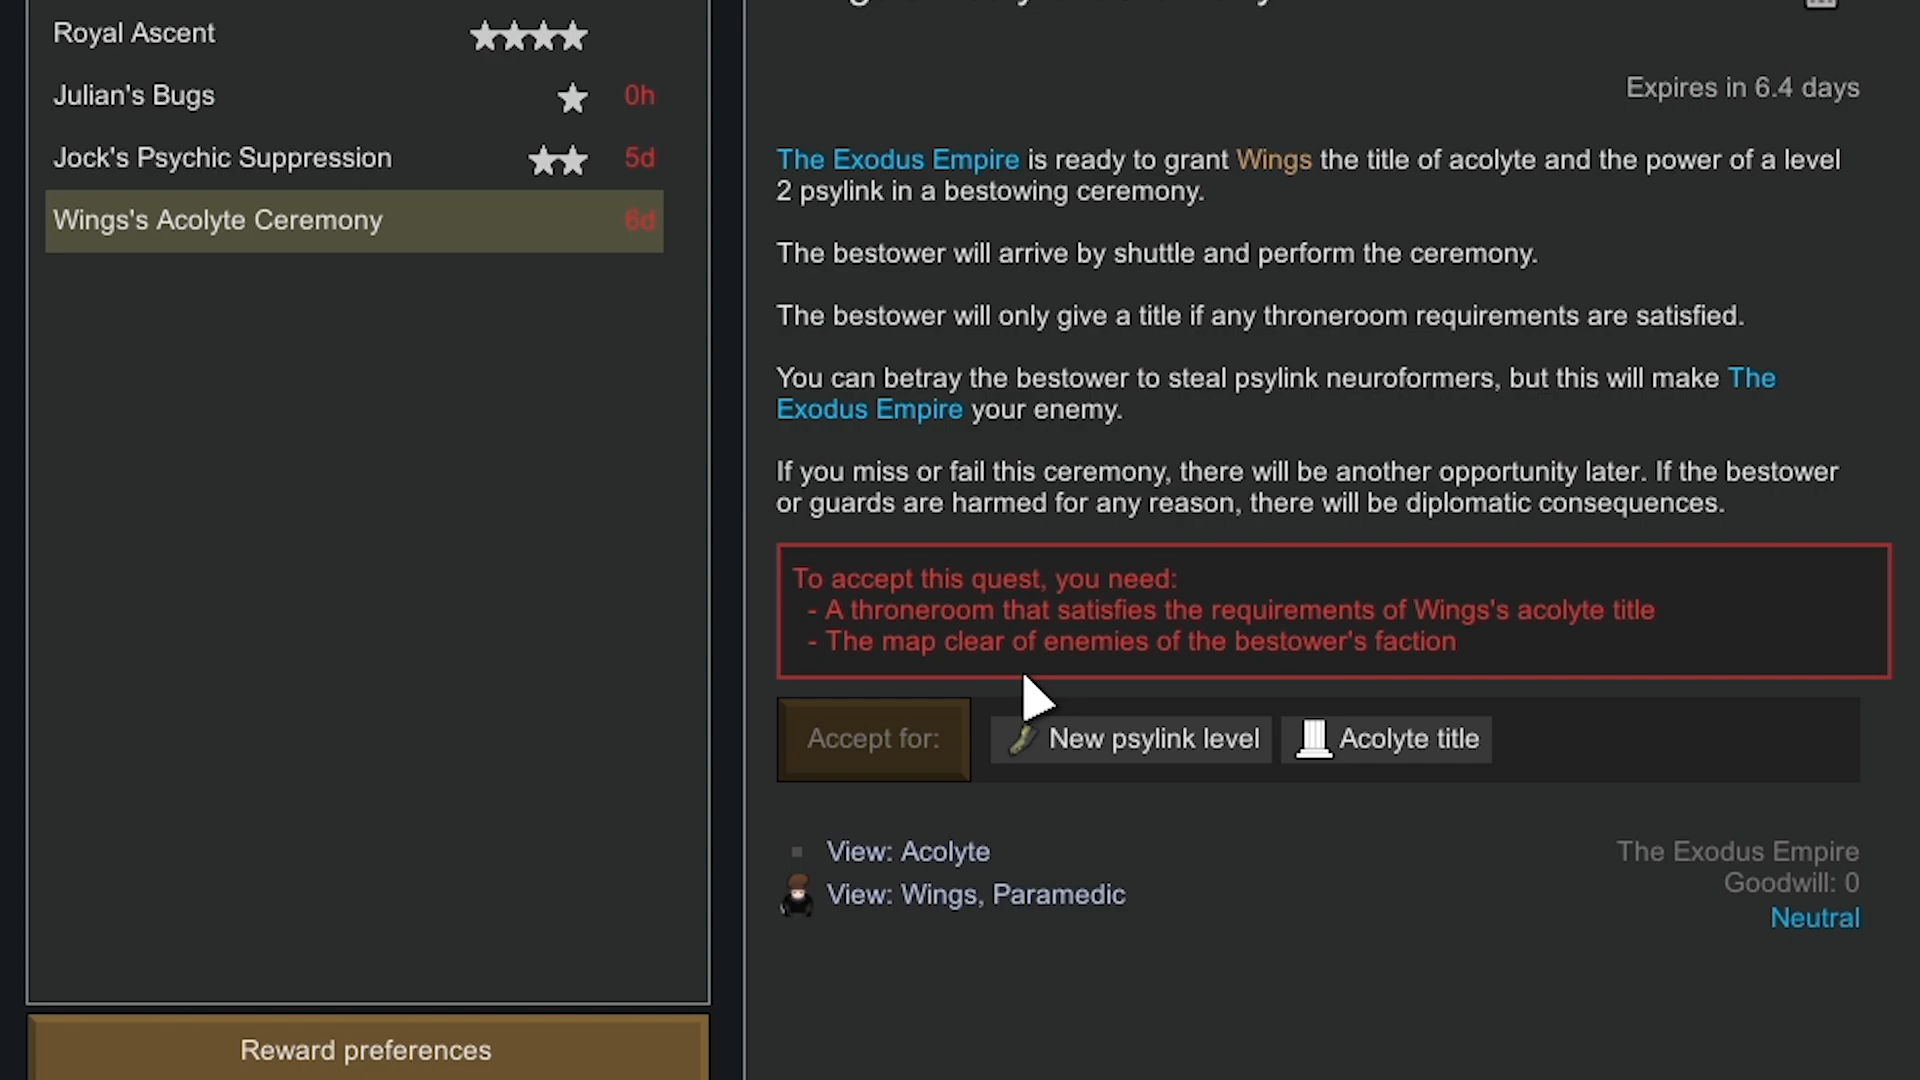 Royal Ascent
Julian's Bugs 0h
Jock's Psychic Suppression 5d
Wings's Acolyte Ceremony 6d
Reward preferences
Expires in 6.4 days
The Exodus Empire is ready to grant Wings the title of acolyte and the power of a level
2 psylink in a bestowing ceremony.
The bestower will arrive by shuttle and perform the ceremony.
The bestower will only give a title if any throneroom requirements are satisfied.
You can betray the bestower to steal psylink neuroformers, but this will make The
Exodus Empire your enemy.
If you miss or fail this ceremony, there will be another opportunity later. If the bestower
or guards are harmed for any reason, there will be diplomatic consequences.
To accept this quest, you need:
- A throneroom that satisfies the requirements of Wings's acolyte title
- The map clear of enemies of the bestower's faction
Accept for: New psylink level Acolyte title
View: Acolyte
View: Wings, Paramedic
The Exodus Empire
Goodwill: 0
Neutral